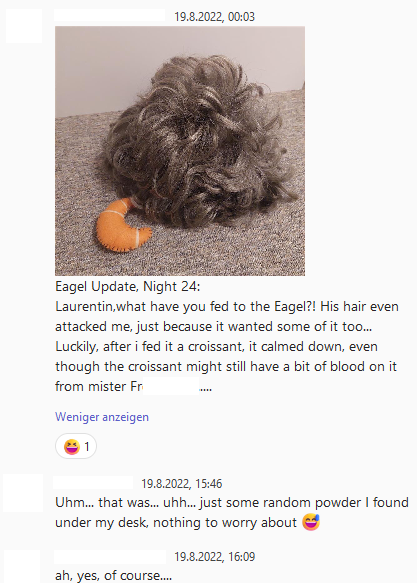 19.8.2022, 00:03
Eagel Update, Night 24:
Laurentin,what have you fed to the Eagel?! His hair even
attacked me, just because it wanted some of it too...
Luckily, after i fed it a croissant, it calmed down, even
though the croissant might still have a bit of blood on it
from mister Fr ....
Weniger anzeigen
😆 1
19.8.2022, 15:46
Uhm... that was... uhh... just some random powder I found
under my desk, nothing to worry about 😅
19.8.2022, 16:09
ah, yes, of course....